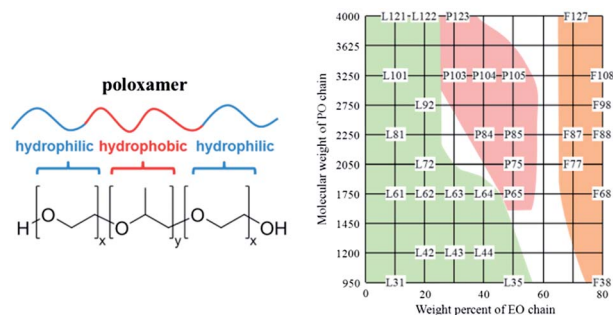 poloxamer
hydrophilic hydrophobic hydrophilic
H O x O y O x OH
Molecular weight of PO chain
4000 L121 L122 P123 F127
3625
3250 L101 P103 P104 P105 F108
2750 L92 F98
2250 L81 P84 P85 F87 F88
2050 L72 P75 F77
1750 L61 L62 L63 L64 P65 F68
1450
1200 L42 L43 L44
950 L31 L35 F38
0 20 40 60 80
Weight percent of EO chain